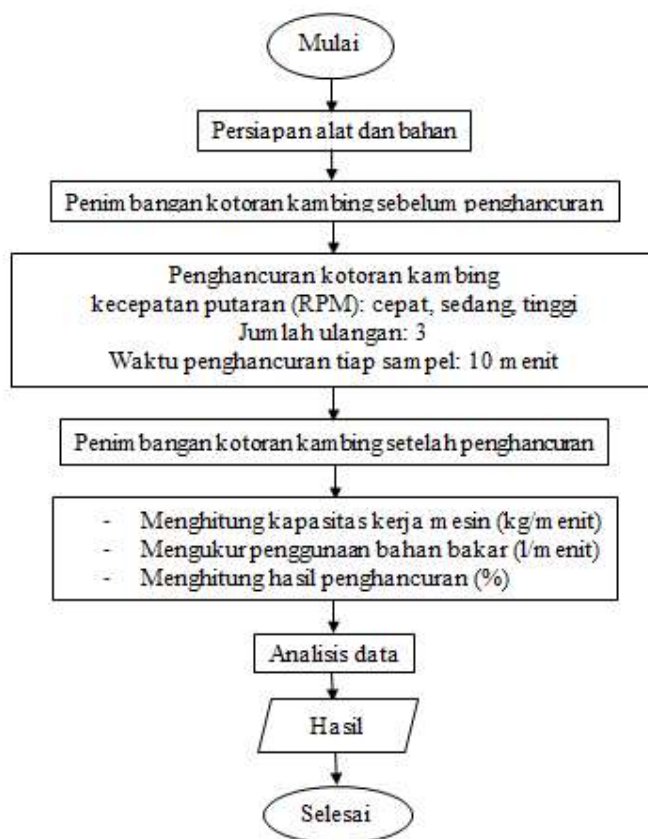 Mulai
Persiapan alat dan bahan
Penimbangan kotoran kambing sebelum penghancuran
Penghancuran kotoran kambing
kecepatan putaran (RPM): cepat, sedang, tinggi
Jumlah ulangan: 3
Waktu penghancuran tiap sampel: 10 menit
Penimbangan kotoran kambing setelah penghancuran
- Menghitung kapasitas kerja mesin (kg/menit)
- Mengukur penggunaan bahan bakar (l/menit)
- Menghitung hasil penghancuran (%)
Analisis data
Hasil
Selesai